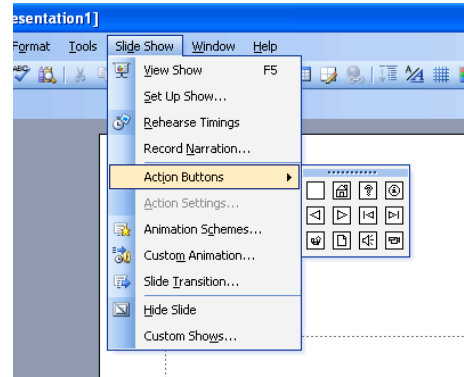 esentation1]
Format Tools Slide Show Window Help
View Show F5
Set Up Show...
Rehearse Timings
Record Narration...
Action Buttons
Action Settings...
Animation Schemes...
Custom Animation...
Slide Transition...
Hide Slide
Custom Shows...